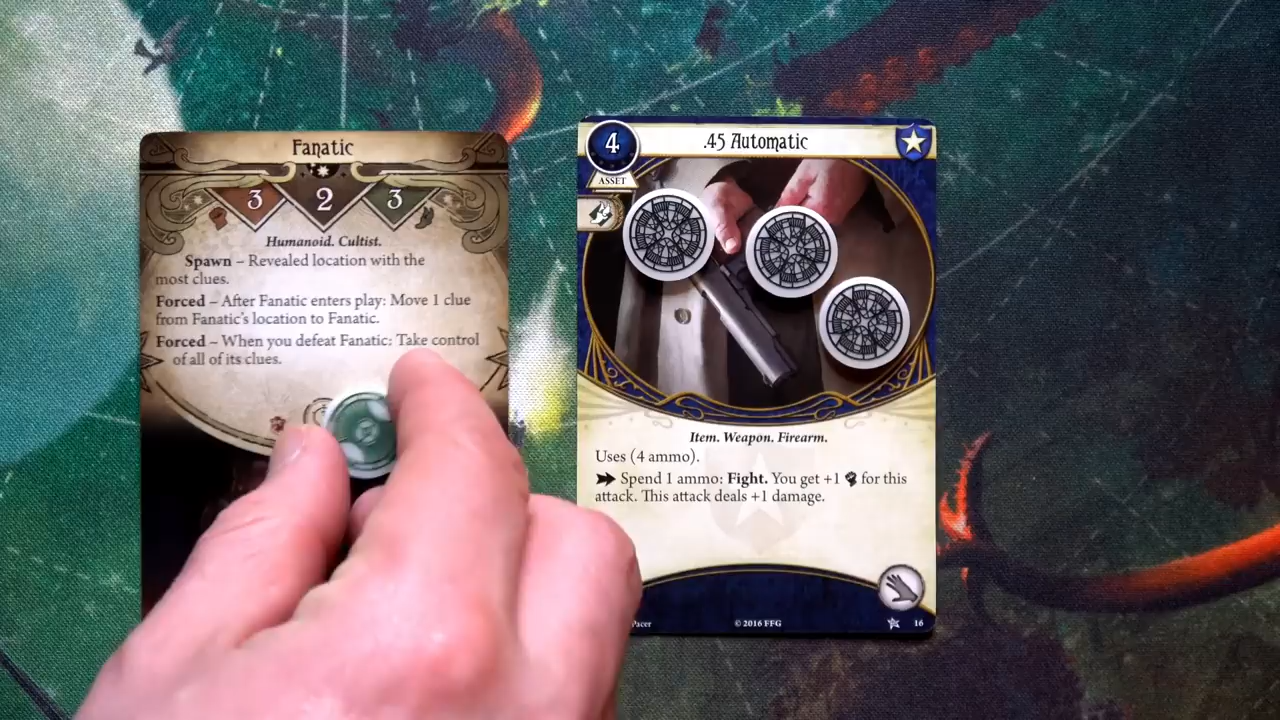 Fanatic
3 2 3
Humanoid. Cultist.
Spawn – Revealed location with the
most clues.
Forced – After Fanatic enters play: Move 1 clue
from Fanatic's location to Fanatic.
Forced – When you defeat Fanatic: Take control
of all of its clues.
4
.45 Automatic
ASSET
Item. Weapon. Firearm.
Uses (4 ammo).
Spend 1 ammo: Fight. You get +1 for this
attack. This attack deals +1 damage.
Pacer © 2016 FFG 16